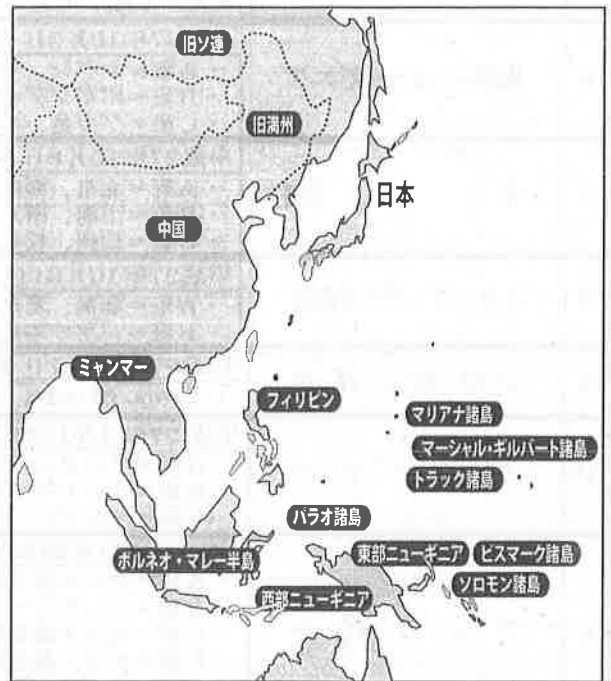 旧ソ連
旧満州
日本
中国
ミャンマー
フィリピン
マリアナ諸島
マーシャル・ギルバート諸島
トラック諸島
パラオ諸島
ボルネオ・マレー半島
東部ニューギニア
ビスマーク諸島
西部ニューギニア
ソロモン諸島